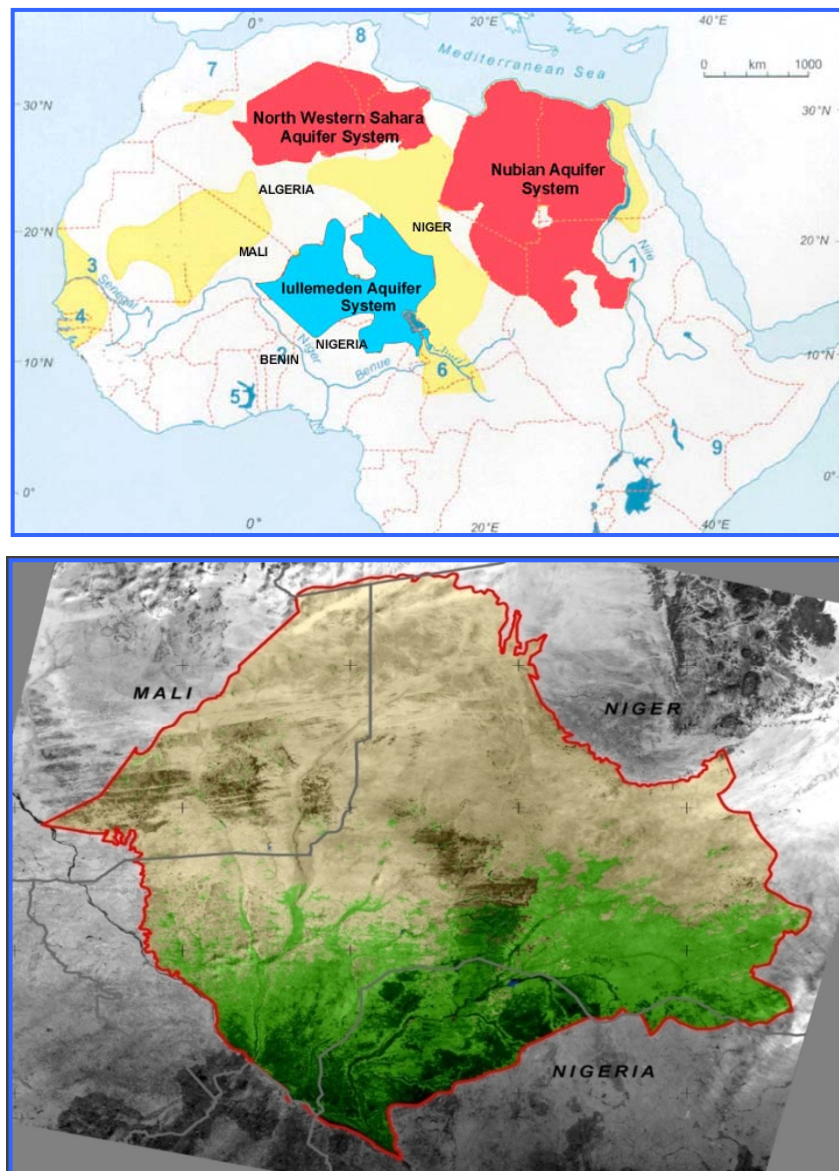 0°
20°E
40°E
8
7
Mediterranean Sea
0 km 1000
30°N
30°N
North Western Sahara
Aquifer System
Nubian Aquifer
System
ALGERIA
NIGER
20°N
20°N
MALI
3
Senegal
Nile
1
Iullemeden Aquifer
System
4
NIGERIA
Niger
BENIN
2
Benue
10°N
10°N
6
5
9
0°
0°
0°
20°E
40°E
MALI
NIGER
NIGERIA